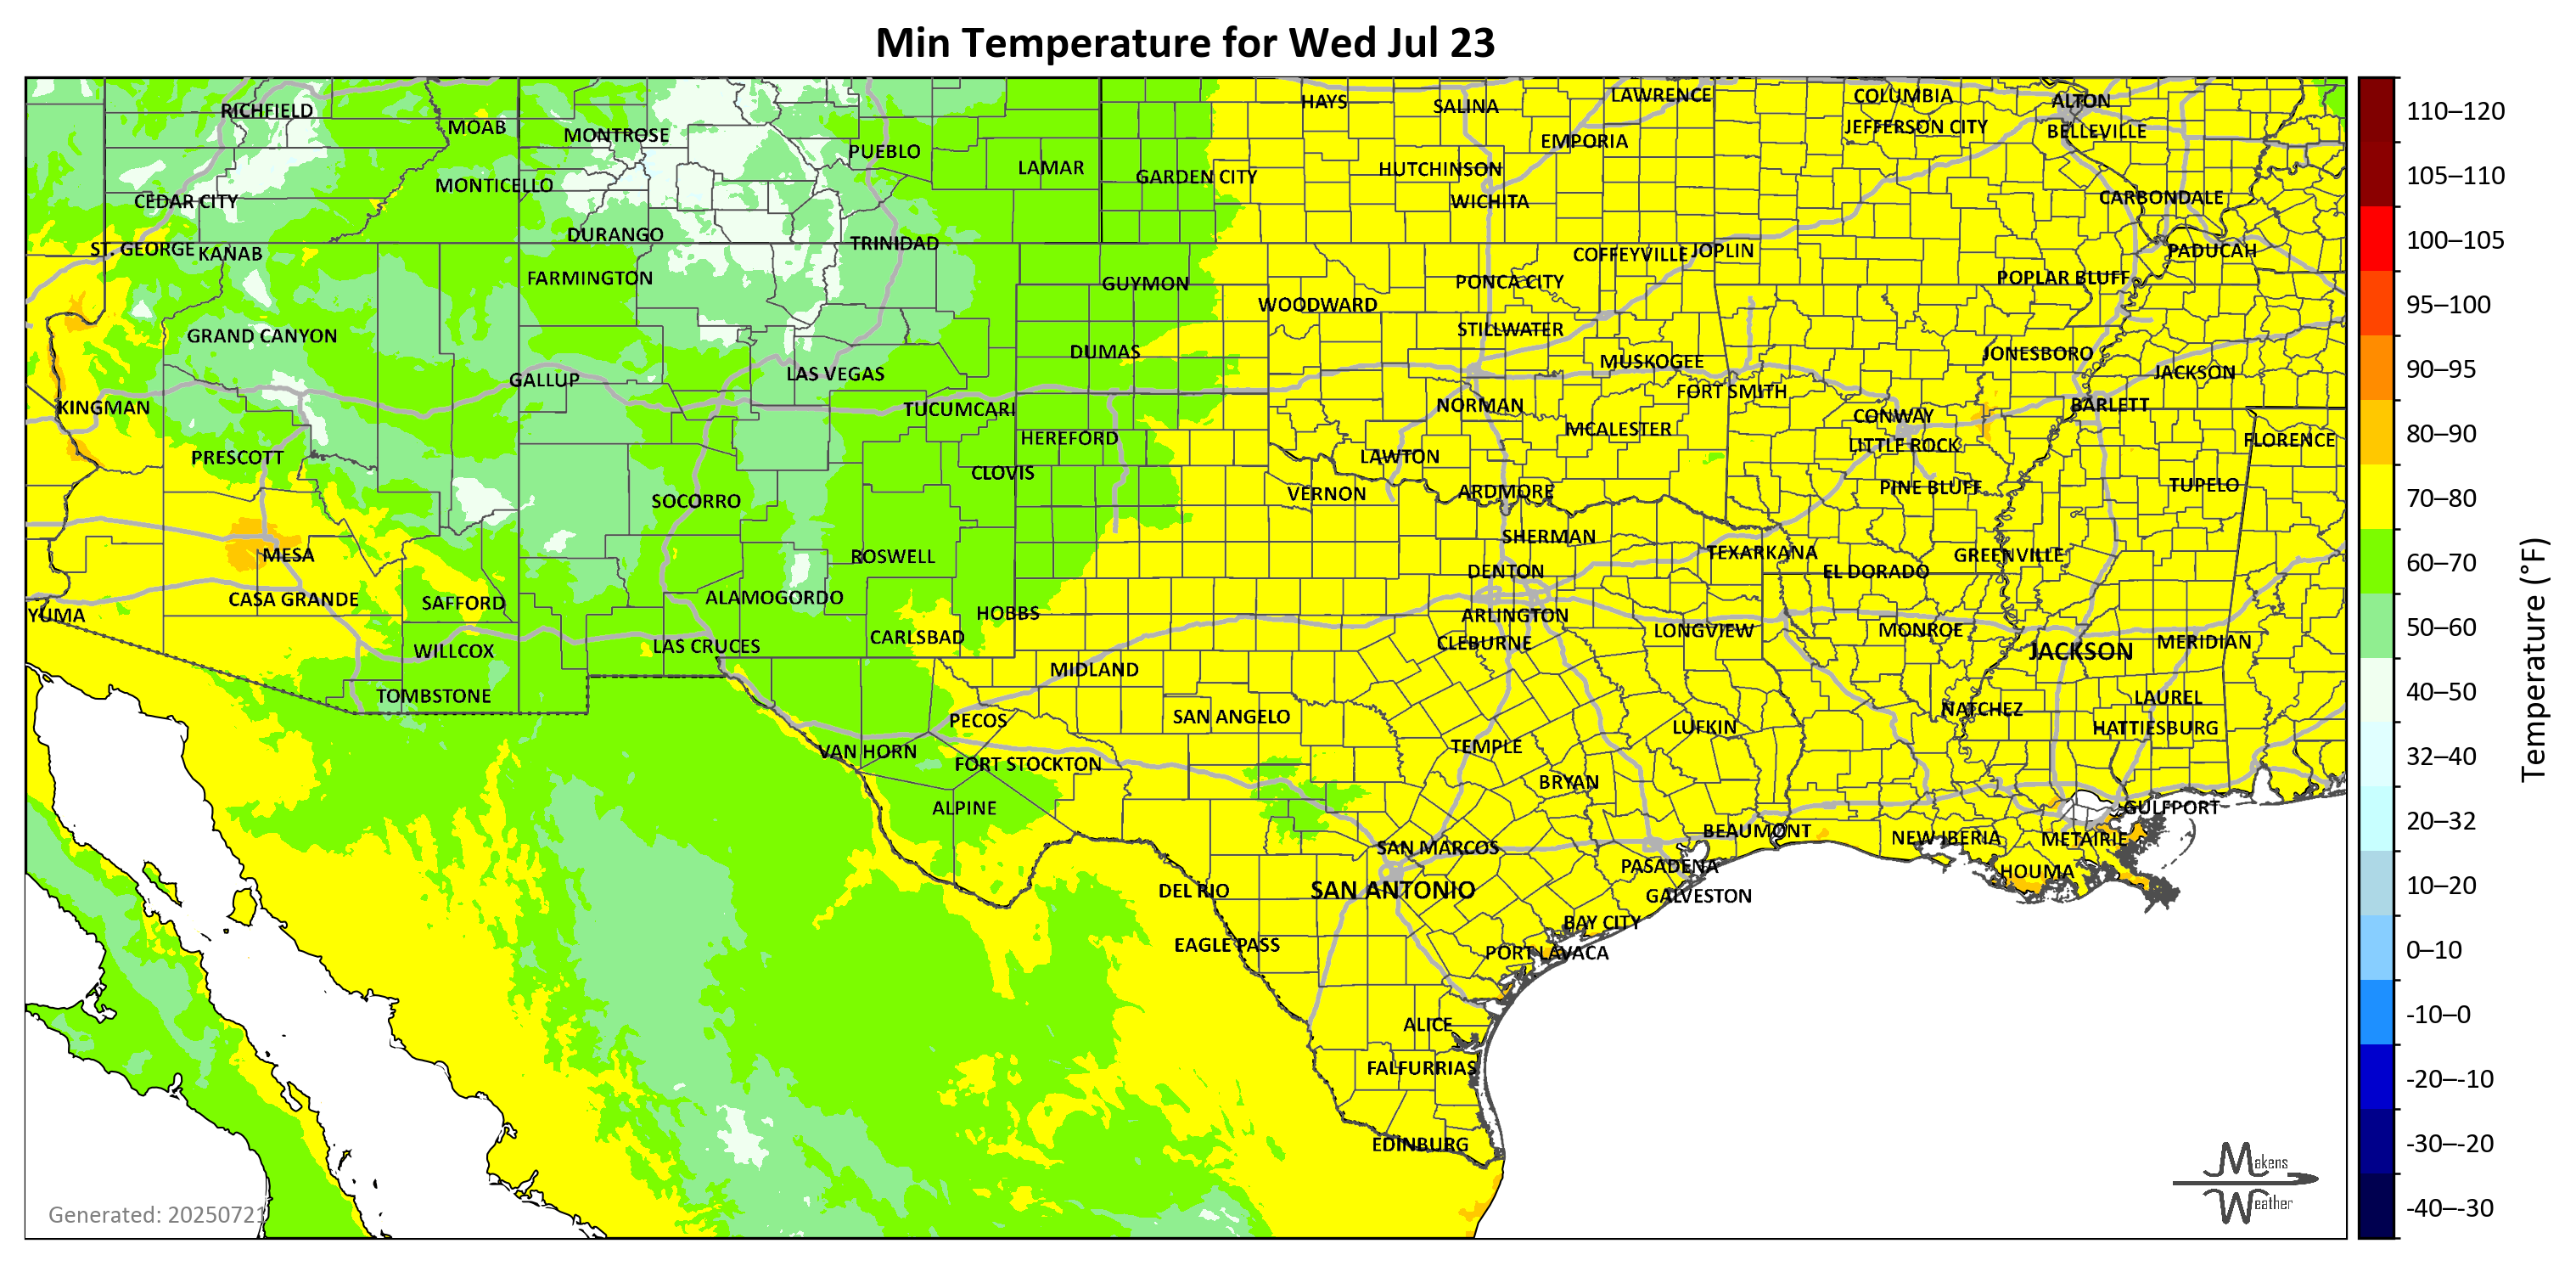 Min Temperature for Wed Jul 23
RICHFIELD
MOAB
MONTROSE
PUEBLO
LAMAR
GARDEN CITY
HAYS
SALINA
LAWRENCE
EMPORIA
HUTCHINSON
WICHITA
COLUMBIA
JEFFERSON CITY
ALTON
BELLEVILLE
CARBONDALE
MONTICELLO
CEDAR CITY
ST. GEORGE
KANAB
DURANGO
TRINIDAD
FARMINGTON
GUYMON
WOODWARD
PONCA CITY
COFFEYVILLE
JOPLIN
POPLAR BLUFF
PADUCAH
GRAND CANYON
STILLWATER
DUMAS
MUSKOGEE
JONESBORO
JACKSON
GALLUP
LAS VEGAS
FORT SMITH
KINGMAN
TUCUMCARI
NORMAN
CONWAY
BARLETT
HEREFORD
MCALESTER
LITTLE ROCK
FLORENCE
PRESCOTT
LAWTON
CLOVIS
SOCORRO
VERNON
ARDMORE
PINE BLUFF
TUPELO
MESA
ROSWELL
SHERMAN
TEXARKANA
GREENVILLE
DENTON
EL DORADO
CASA GRANDE
SAFFORD
ALAMOGORDO
HOBBS
YUMA
ARLINGTON
CLEBURNE
LONGVIEW
MONROE
JACKSON
MERIDIAN
WILLCOX
LAS CRUCES
CARLSBAD
MIDLAND
TOMBSTONE
PECOS
SAN ANGELO
LUFKIN
NATCHEZ
LAUREL
HATTIESBURG
VAN HORN
FORT STOCKTON
TEMPLE
BRYAN
ALPINE
GULFPORT
BEAUMONT
NEW IBERIA
METAIRIE
SAN MARCOS
PASADENA
HOUMA
DEL RIO
SAN ANTONIO
GALVESTON
BAY CITY
EAGLE PASS
PORT LAVACA
ALICE
FALFURRIAS
EDINBURG
Generated: 20250721
Makens
Weather
110–120
105–110
100–105
95–100
90–95
80–90
70–80
60–70
50–60
40–50
32–40
20–32
10–20
0–10
-10–0
-20–-10
-30–-20
-40–-30
Temperature (°F)